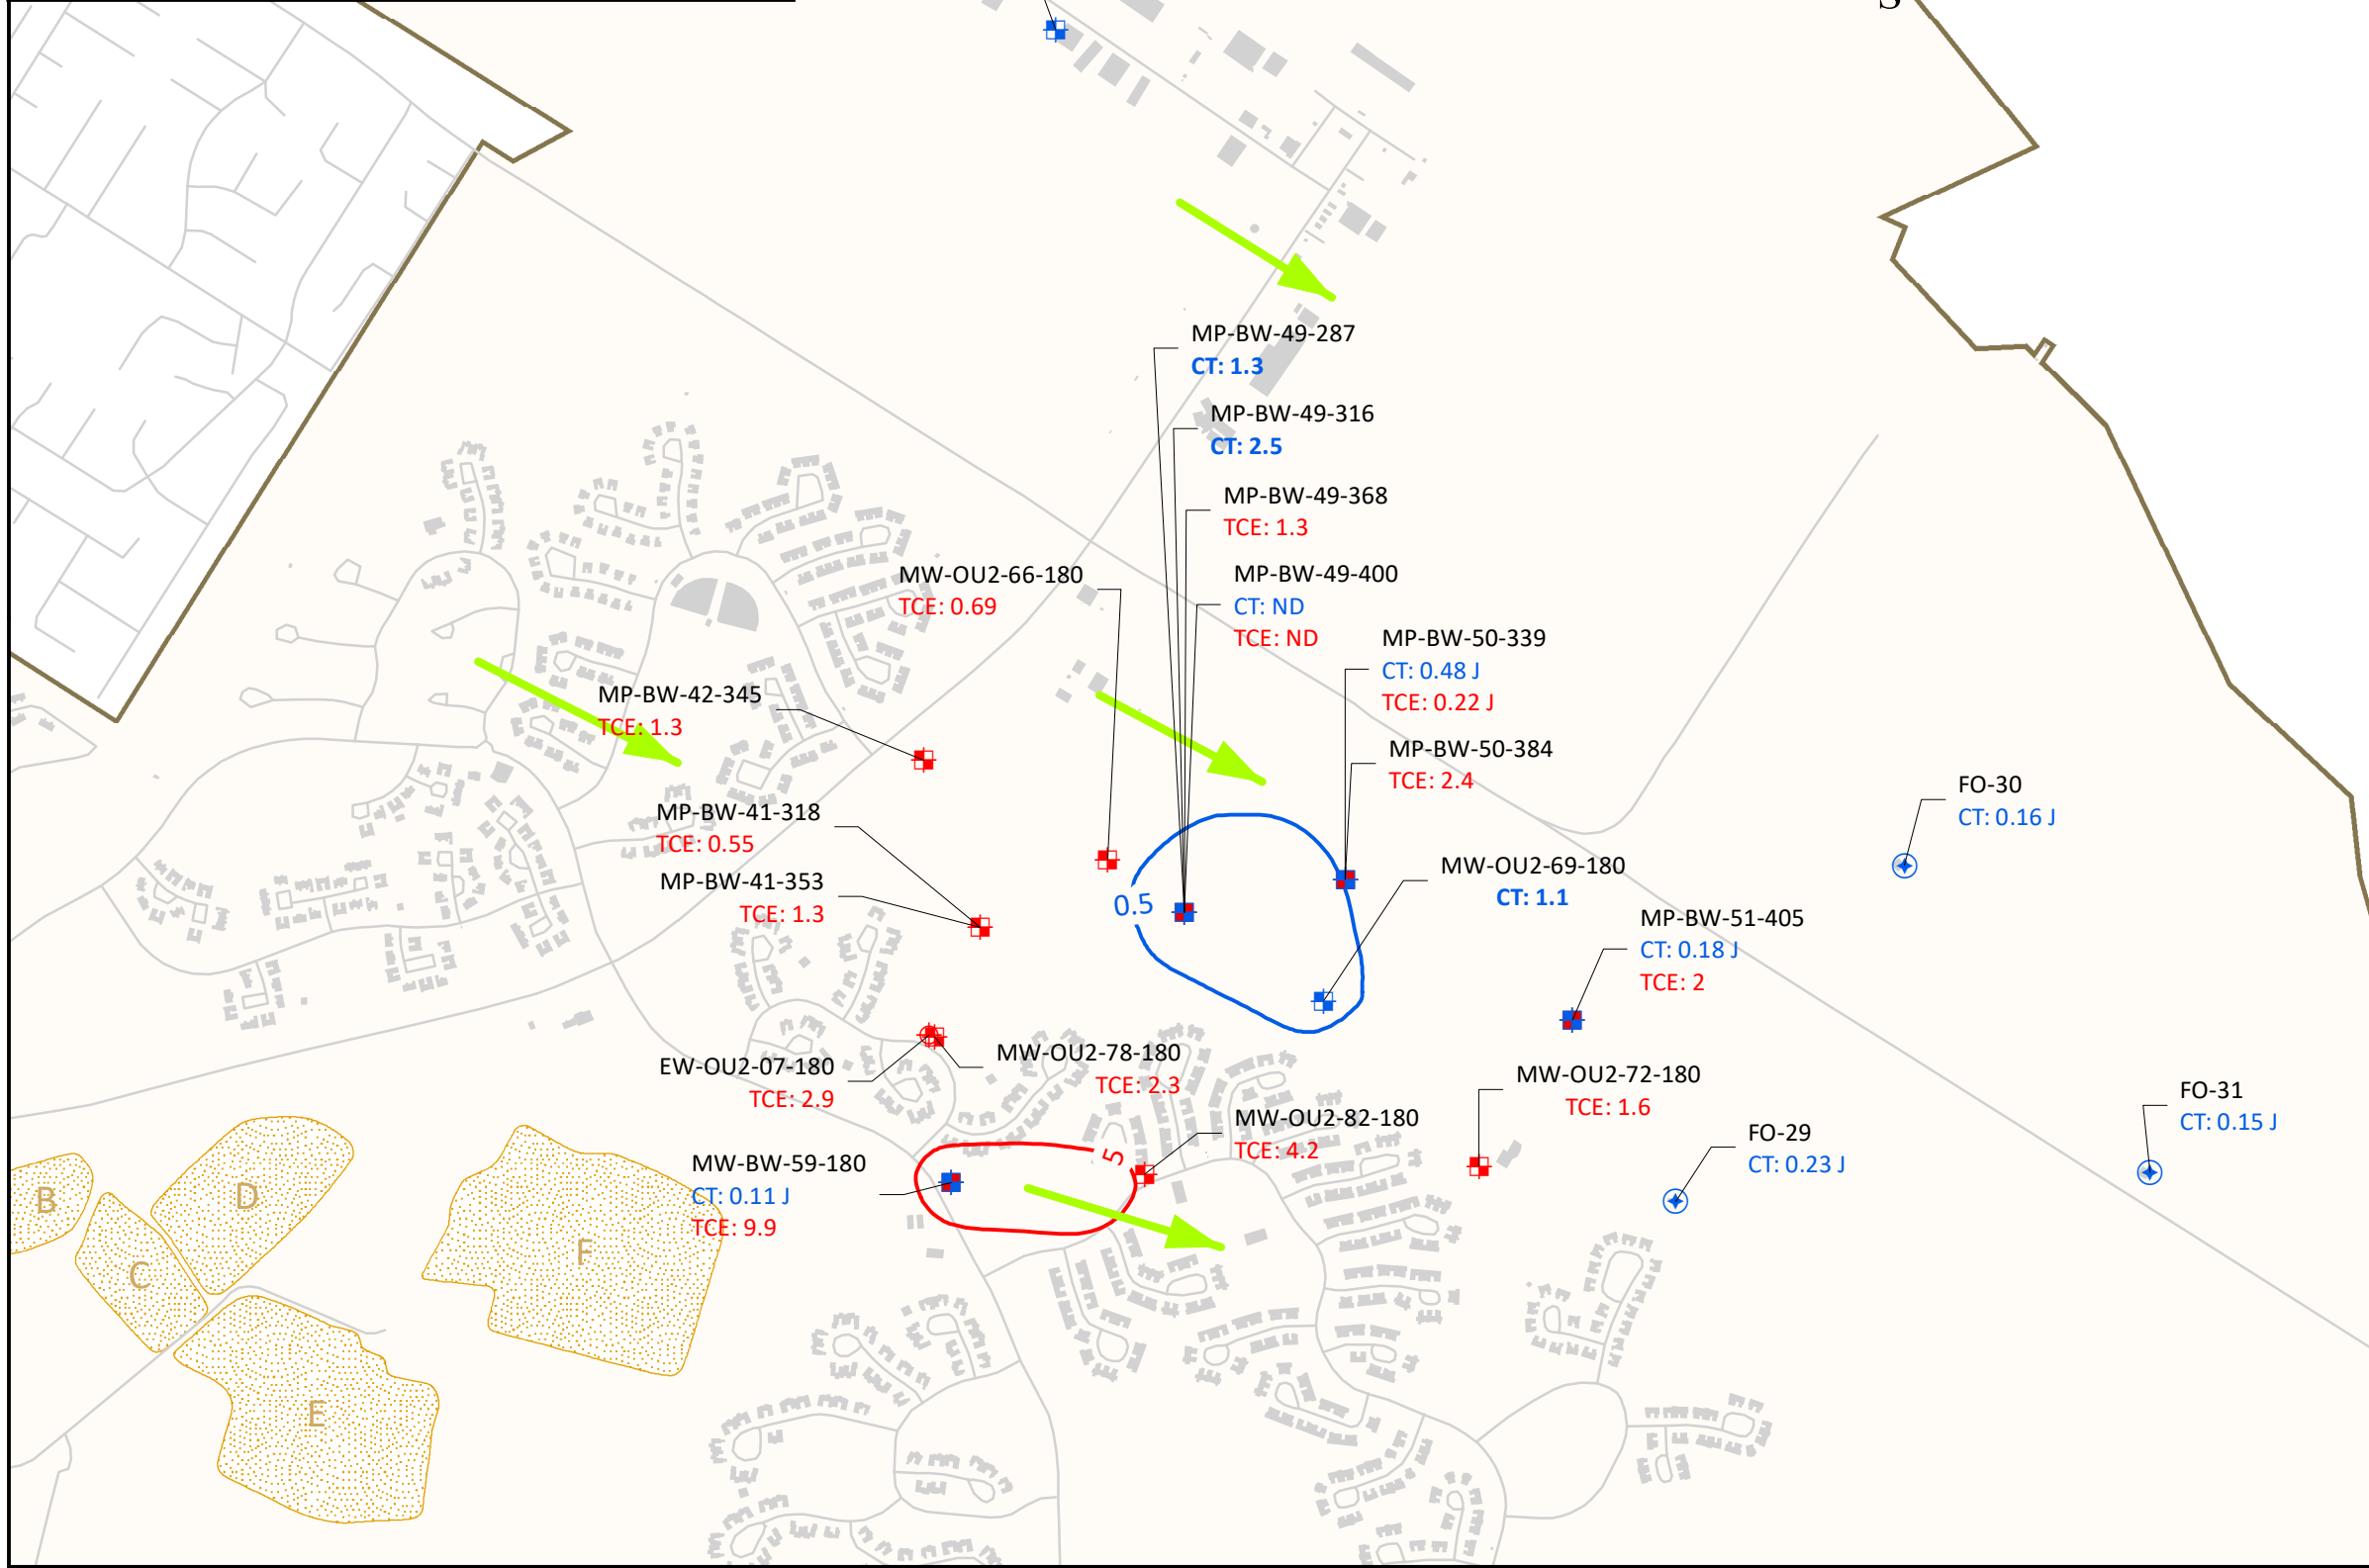 S
MP-BW-49-287
CT: 1.3
MP-BW-49-316
CT: 2.5
MP-BW-49-368
TCE: 1.3
MW-OU2-66-180
TCE: 0.69
MP-BW-49-400
CT: ND
TCE: ND
MP-BW-50-339
CT: 0.48 J
TCE: 0.22 J
MP-BW-42-345
TCE: 1.3
MP-BW-50-384
TCE: 2.4
FO-30
CT: 0.16 J
MP-BW-41-318
TCE: 0.55
MW-OU2-69-180
CT: 1.1
MP-BW-41-353
TCE: 1.3
0.5
MP-BW-51-405
CT: 0.18 J
TCE: 2
EW-OU2-07-180
TCE: 2.9
MW-OU2-78-180
TCE: 2.3
MW-OU2-72-180
TCE: 1.6
FO-31
CT: 0.15 J
MW-OU2-82-180
TCE: 4.2
FO-29
CT: 0.23 J
5
MW-BW-59-180
CT: 0.11 J
TCE: 9.9
B
D
C
F
E